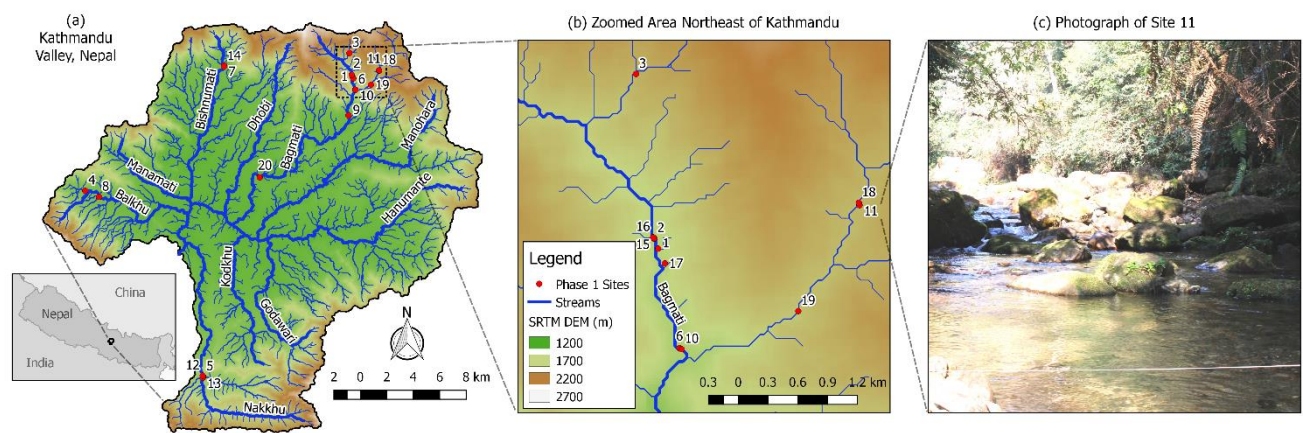 (a)
Kathmandu
Valley, Nepal
14
7
3
2
1
6
11
18
19
10
9
Bishnumati
Dhobi
Bagmati
Manohara
20
Manamati
4
8
Balkhu
Hanumante
Kodkhu
Godawari
China
Nepal
India
N
12
5
13
Nakkhu
2 0 2 4 6 8 km
(b) Zoomed Area Northeast of Kathmandu
3
18
11
16
2
15
1
17
19
6
10
Bagmati
Legend
Phase 1 Sites
Streams
SRTM DEM (m)
1200
1700
2200
2700
0.3 0 0.3 0.6 0.9 1.2 km
(c) Photograph of Site 11